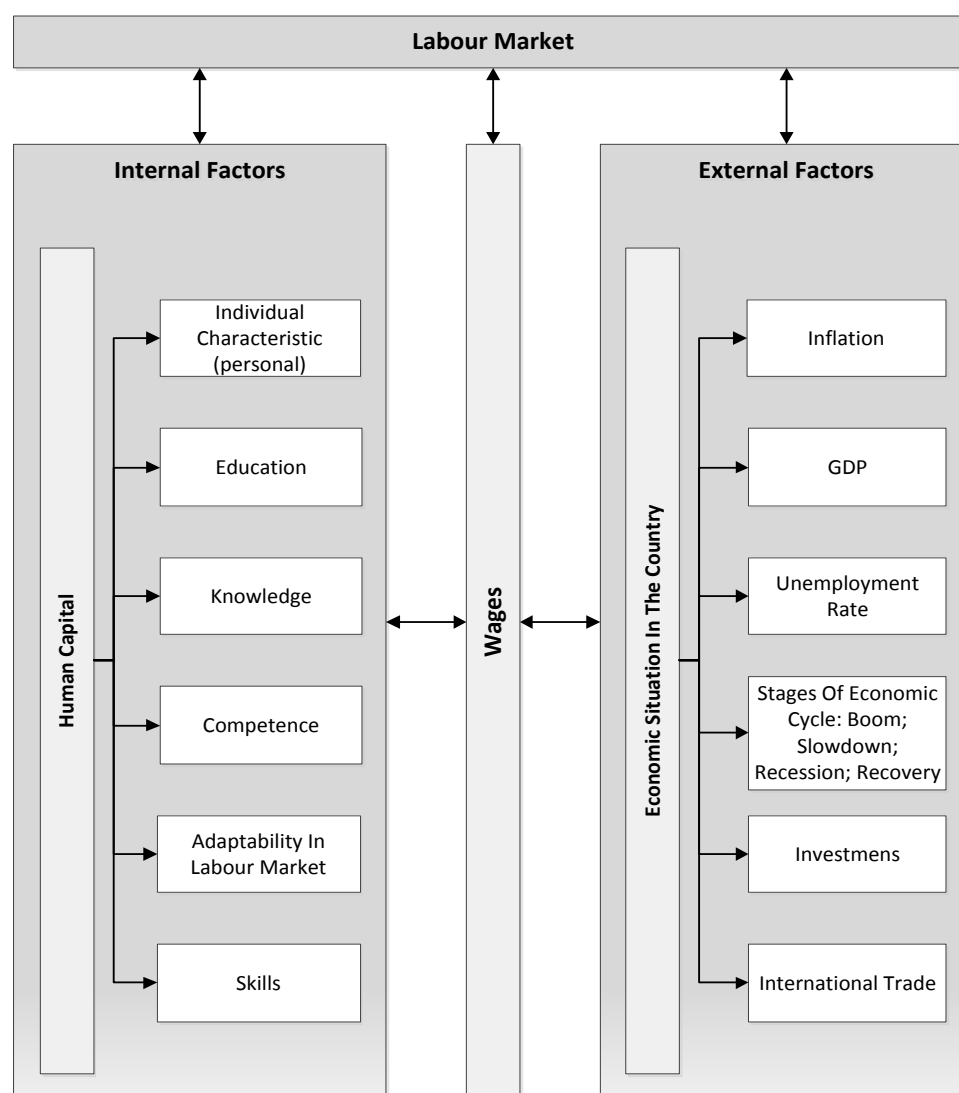 Labour Market
Internal Factors
Human Capital
Individual
Characteristic
(personal)
Education
Knowledge
Competence
Adaptability In
Labour Market
Skills
Wages
External Factors
Economic Situation In The Country
Inflation
GDP
Unemployment
Rate
Stages Of Economic
Cycle: Boom;
Slowdown;
Recession; Recovery
Investmens
International Trade